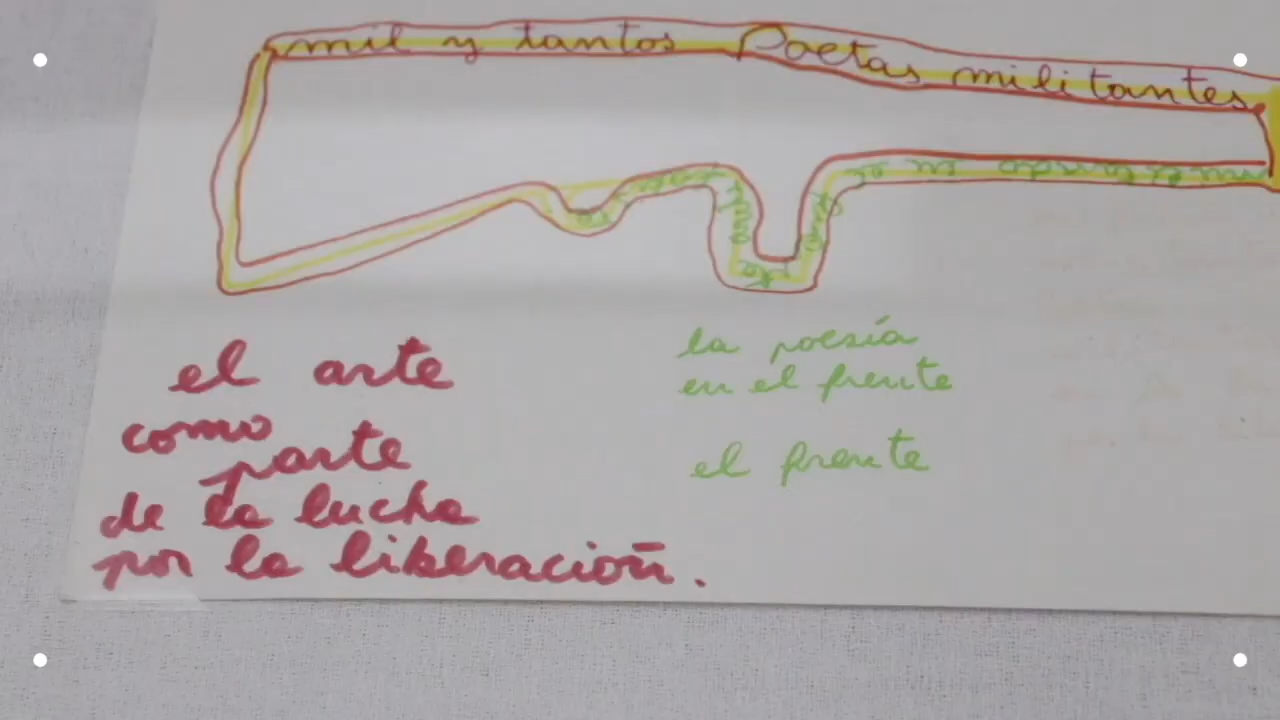 mil y tantos Poetas militantes
el arte
como
parte
de la lucha
por la liberación.
la poesía
en el frente
el frente